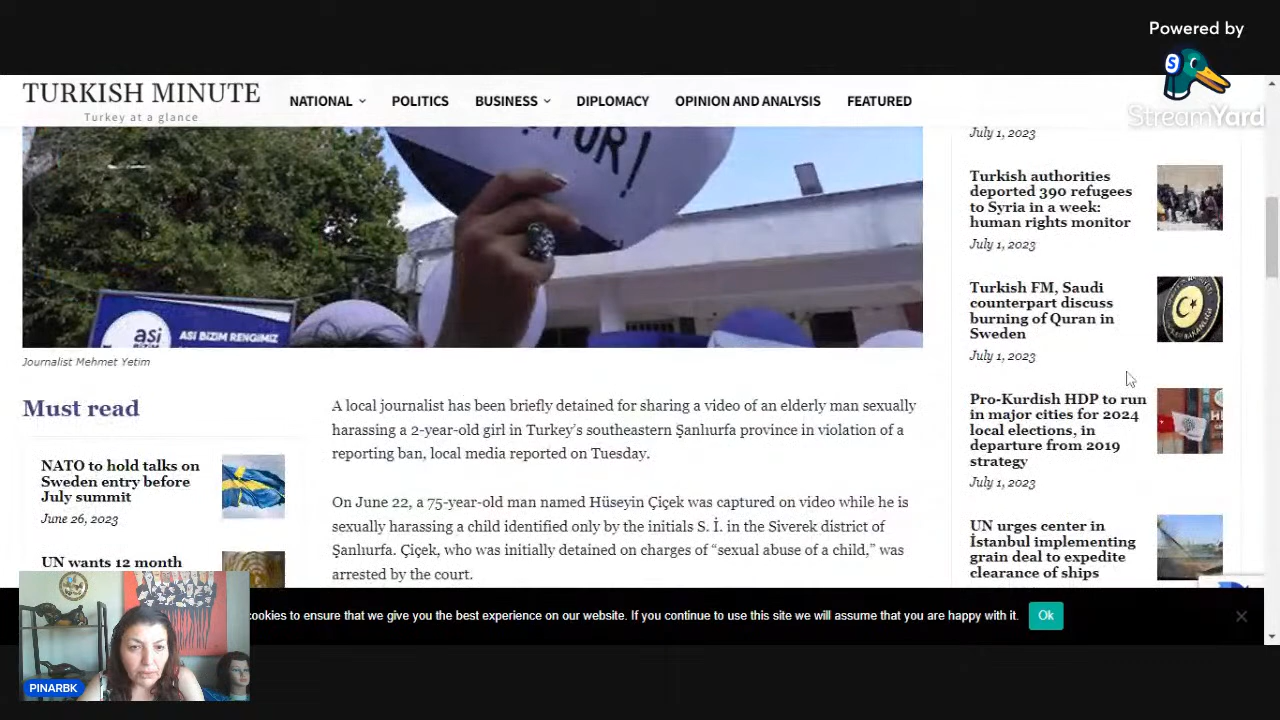 Powered by
StreamYard
TURKISH MINUTE
Turkey at a glance
NATIONAL
POLITICS
BUSINESS
DIPLOMACY
OPINION AND ANALYSIS
FEATURED
asi
ASI BİZİM RENGİMİZ
Journalist Mehmet Yetim
Must read
NATO to hold talks on
Sweden entry before
July summit
June 26, 2023
UN wants 12 month
A local journalist has been briefly detained for sharing a video of an elderly man sexually
harassing a 2-year-old girl in Turkey's southeastern Şanlıurfa province in violation of a
reporting ban, local media reported on Tuesday.
On June 22, a 75-year-old man named Hüseyin Çiçek was captured on video while he is
sexually harassing a child identified only by the initials S. İ. in the Siverek district of
Şanlıurfa. Çiçek, who was initially detained on charges of “sexual abuse of a child,” was
arrested by the court.
July 1, 2023
Turkish authorities
deported 390 refugees
to Syria in a week:
human rights monitor
July 1, 2023
Turkish FM, Saudi
counterpart discuss
burning of Quran in
Sweden
July 1, 2023
Pro-Kurdish HDP to run
in major cities for 2024
local elections, in
departure from 2019
strategy
July 1, 2023
UN urges center in
İstanbul implementing
grain deal to expedite
clearance of ships
cookies to ensure that we give you the best experience on our website. If you continue to use this site we will assume that you are happy with it.
Ok
PINARBK